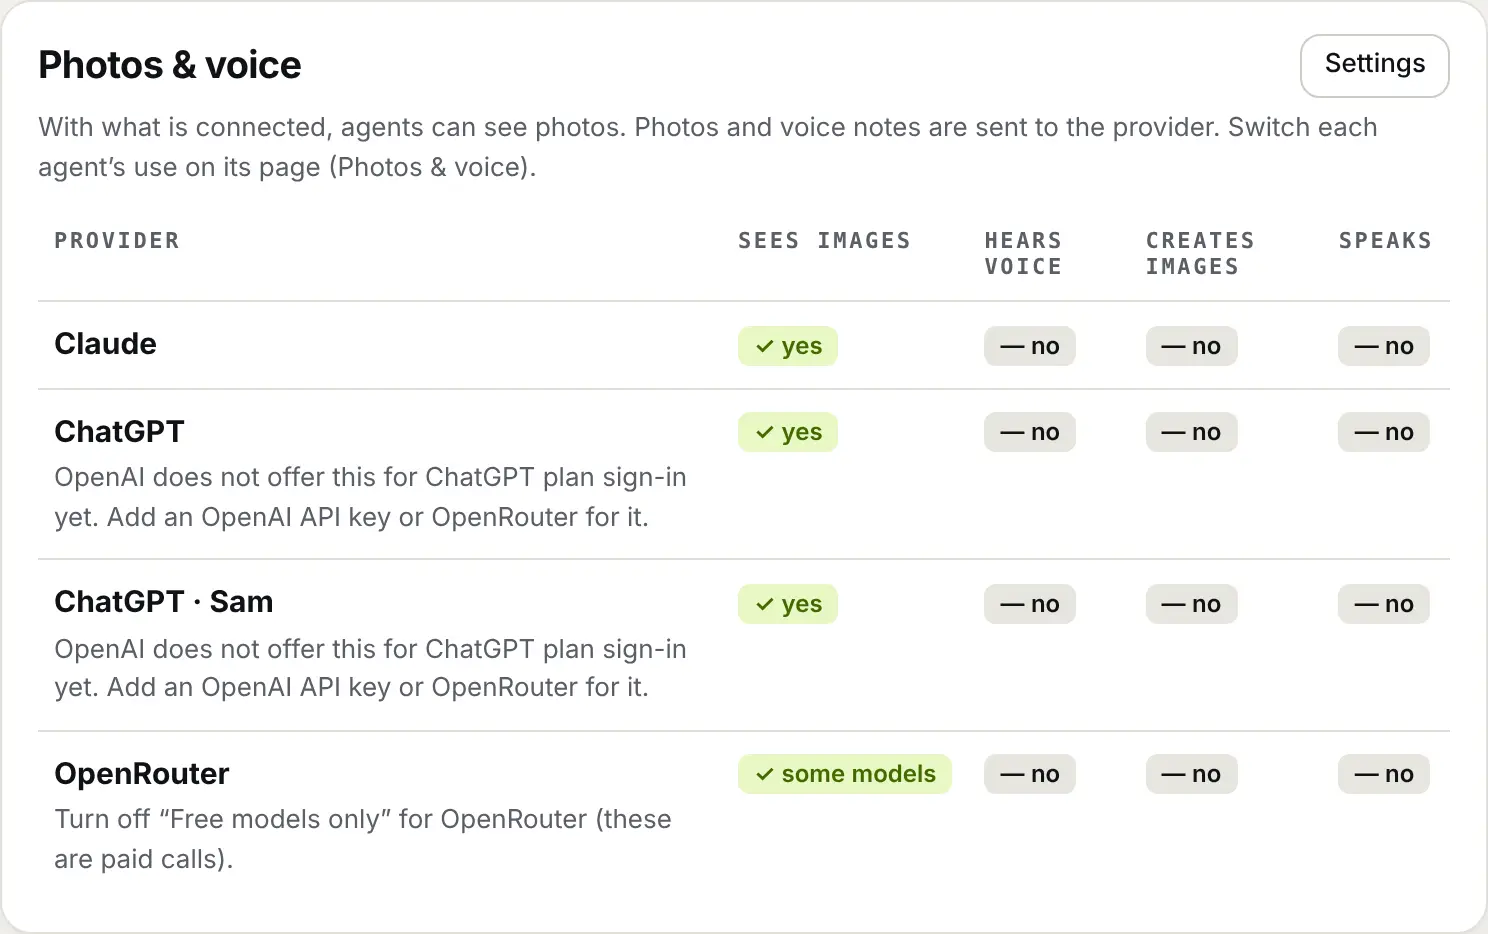 Photos & voice
Settings
With what is connected, agents can see photos. Photos and voice notes are sent to the provider. Switch each
agent’s use on its page (Photos & voice).
PROVIDER
SEES IMAGES
HEARS
VOICE
CREATES
IMAGES
SPEAKS
Claude
✓ yes
— no
— no
— no
ChatGPT
✓ yes
— no
— no
— no
OpenAI does not offer this for ChatGPT plan sign-in
yet. Add an OpenAI API key or OpenRouter for it.
ChatGPT · Sam
✓ yes
— no
— no
— no
OpenAI does not offer this for ChatGPT plan sign-in
yet. Add an OpenAI API key or OpenRouter for it.
OpenRouter
✓ some models
— no
— no
— no
Turn off “Free models only” for OpenRouter (these
are paid calls).